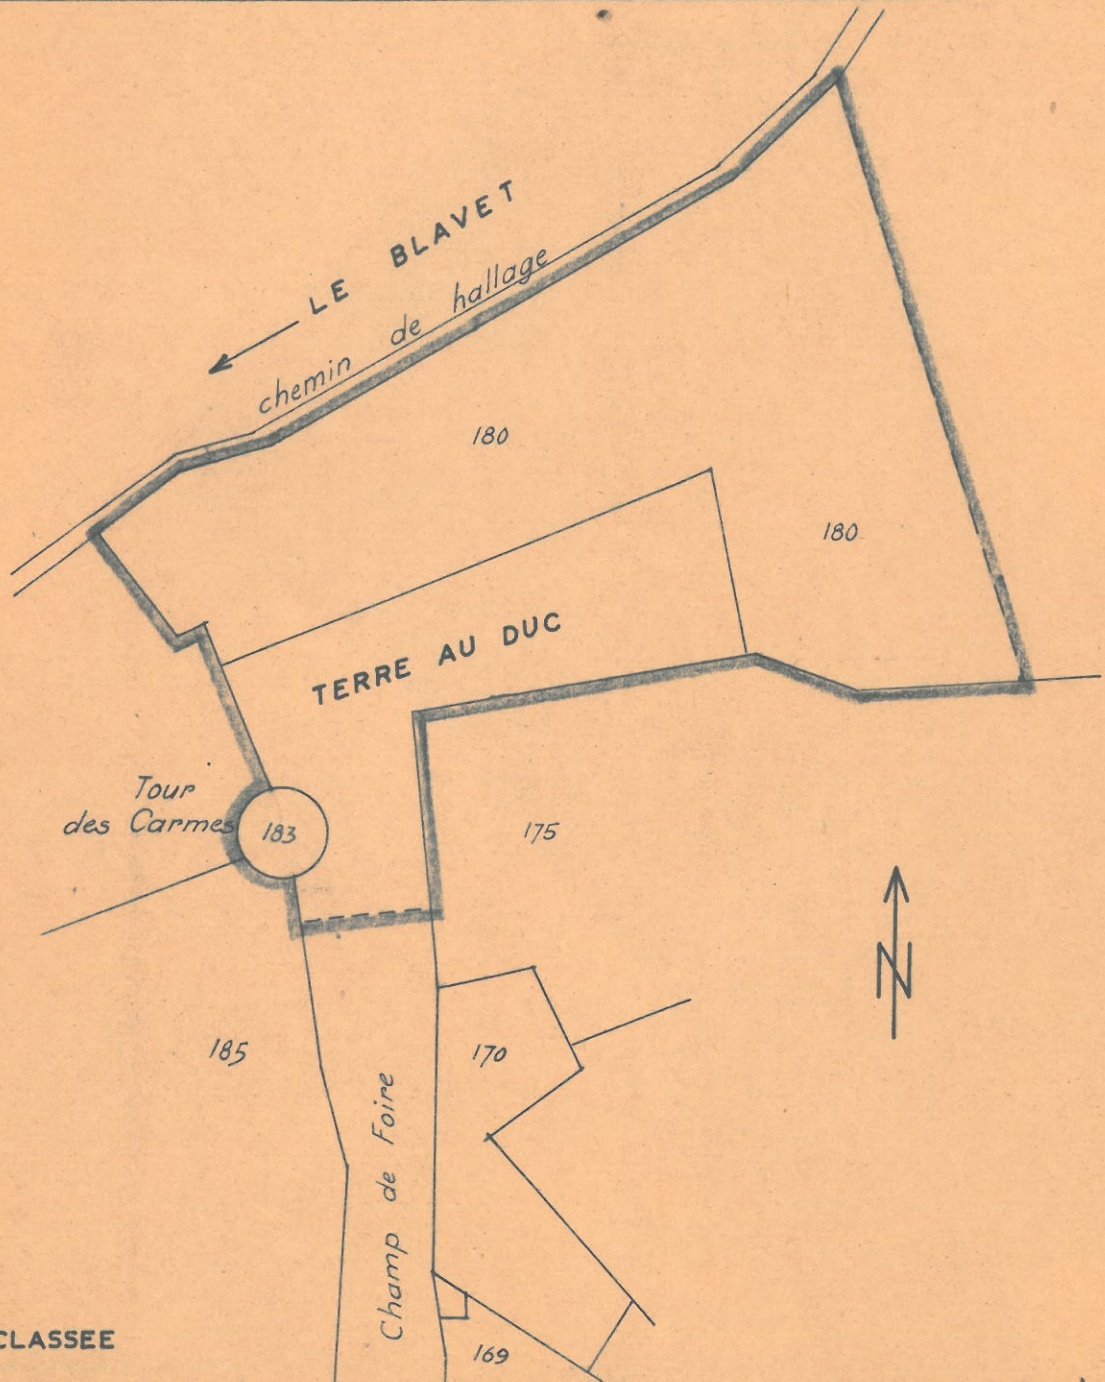 LE BLAVET
chemin de hallage
180
180
TERRE AU DUC
Tour
des Carmes
183
175
N
185
170
Champ de Foire
CLASSEE
169